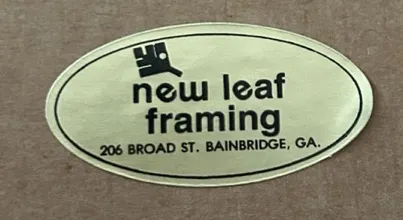 new leaf
framing
206 BROAD ST. BAINBRIDGE, GA.